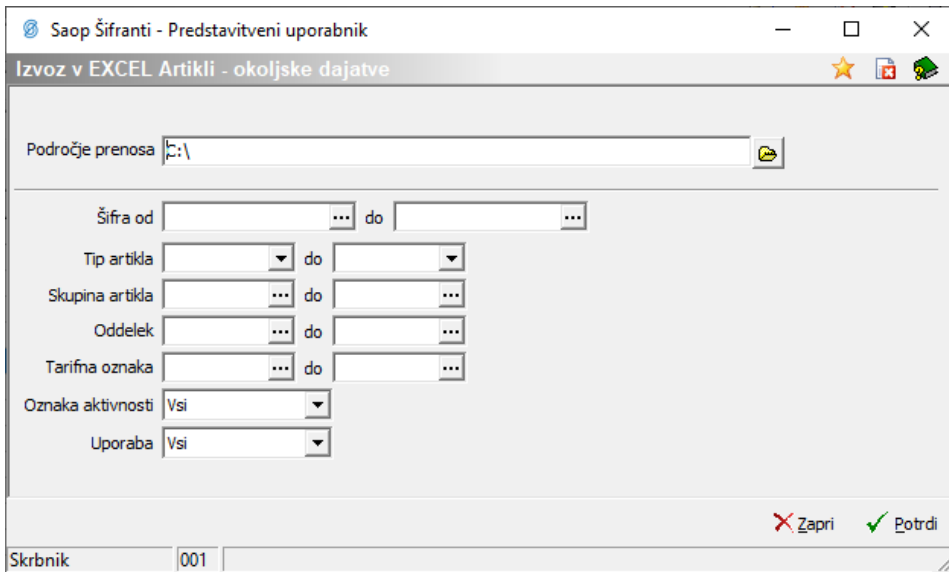 Saop Šifranti - Predstavitveni uporabnik
Izvoz v EXCEL Artikli - okoljske dajatve
Področje prenosa C:\
Šifra od ... do ...
Tip artikla do
Skupina artikla ... do ...
Oddelek ... do ...
Tarifna oznaka ... do ...
Oznaka aktivnosti Vsi
Uporaba Vsi
Zapri Potrdi
Skrbnik 001